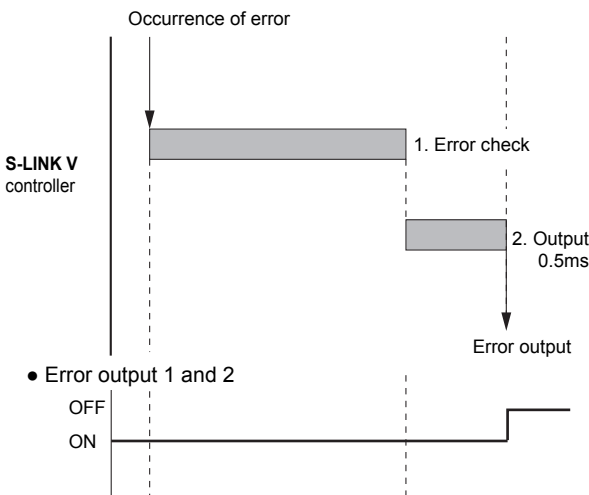 Occurrence of error
1. Error check
S-LINK V
controller
2. Output
0.5ms
Error output
● Error output 1 and 2
OFF
ON